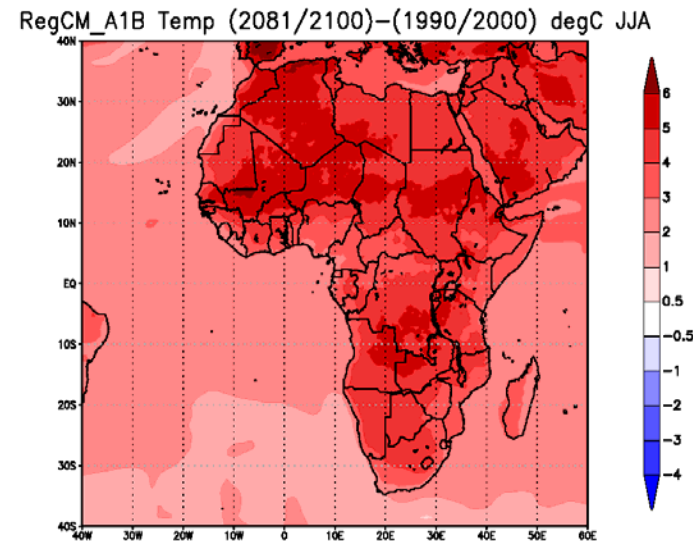 RegCM_A1B Temp (2081/2100)-(1990/2000) degC JJA
40N
30N
20N
10N
EQ
10S
20S
30S
40S
40W 30W 20W 10W 0 10E 20E 30E 40E 50E 60E
6
5
4
3
2
1
0.5
-0.5
-1
-2
-3
-4